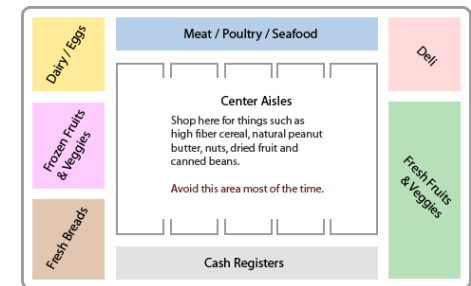 Meat / Poultry / Seafood
Dairy / Eggs
Deli
Center Aisles
Shop here for things such as
high fiber cereal, natural peanut
butter, nuts, dried fruit and
canned beans.
Avoid this area most of the time.
Frozen Fruits
& Veggies
Fresh Fruits
& Veggies
Fresh Breads
Cash Registers